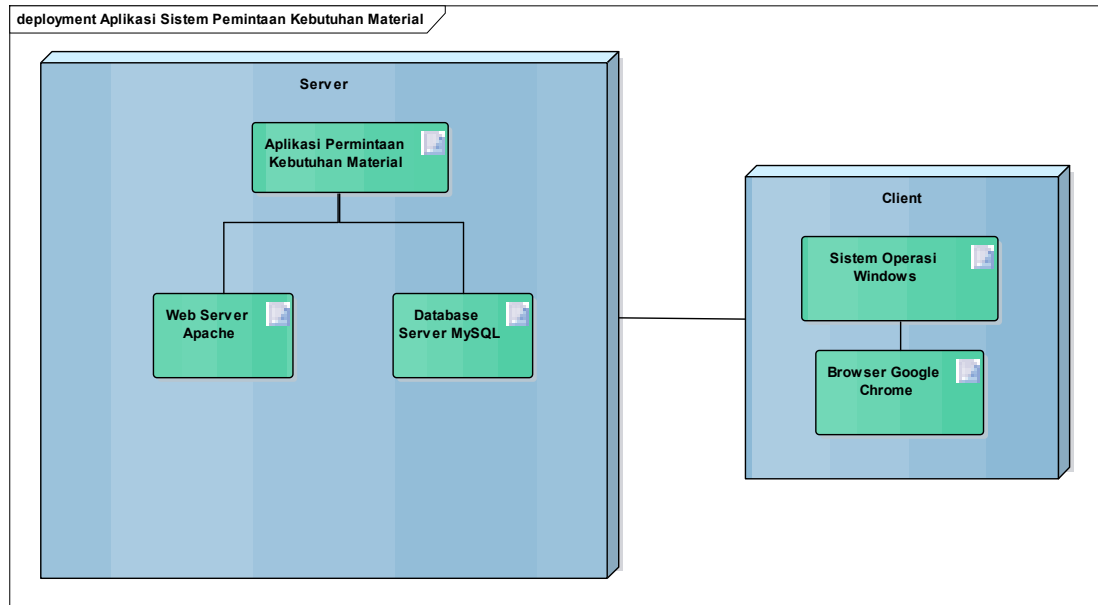 deployment Aplikasi Sistem Pemintaan Kebutuhan Material
Server
Aplikasi Permintaan
Kebutuhan Material
Web Server
Apache
Database
Server MySQL
Client
Sistem Operasi
Windows
Browser Google
Chrome